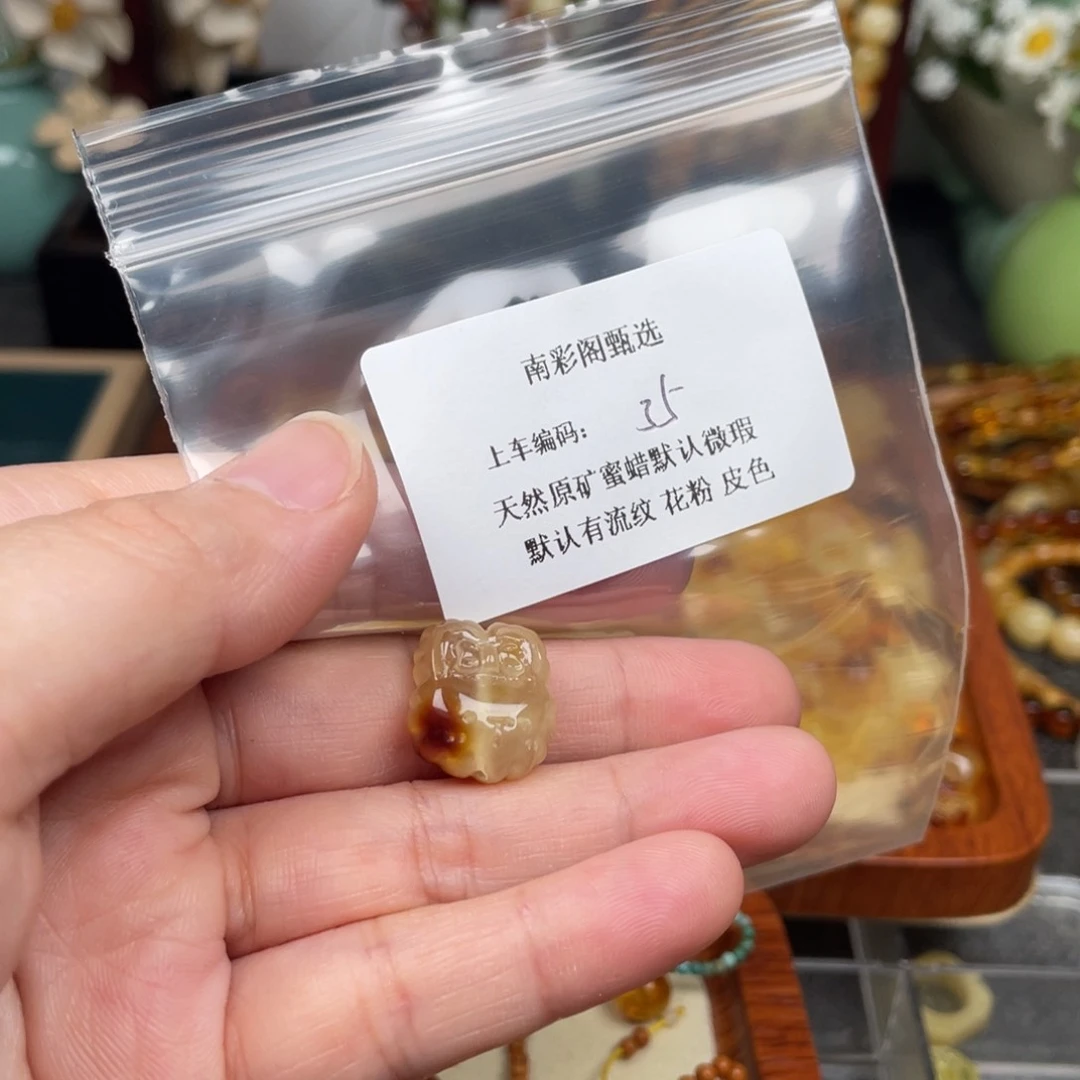 南彩阁甄选
上车编码: 25
天然原矿蜜蜡默认微瑕
默认有流纹 花粉 皮色